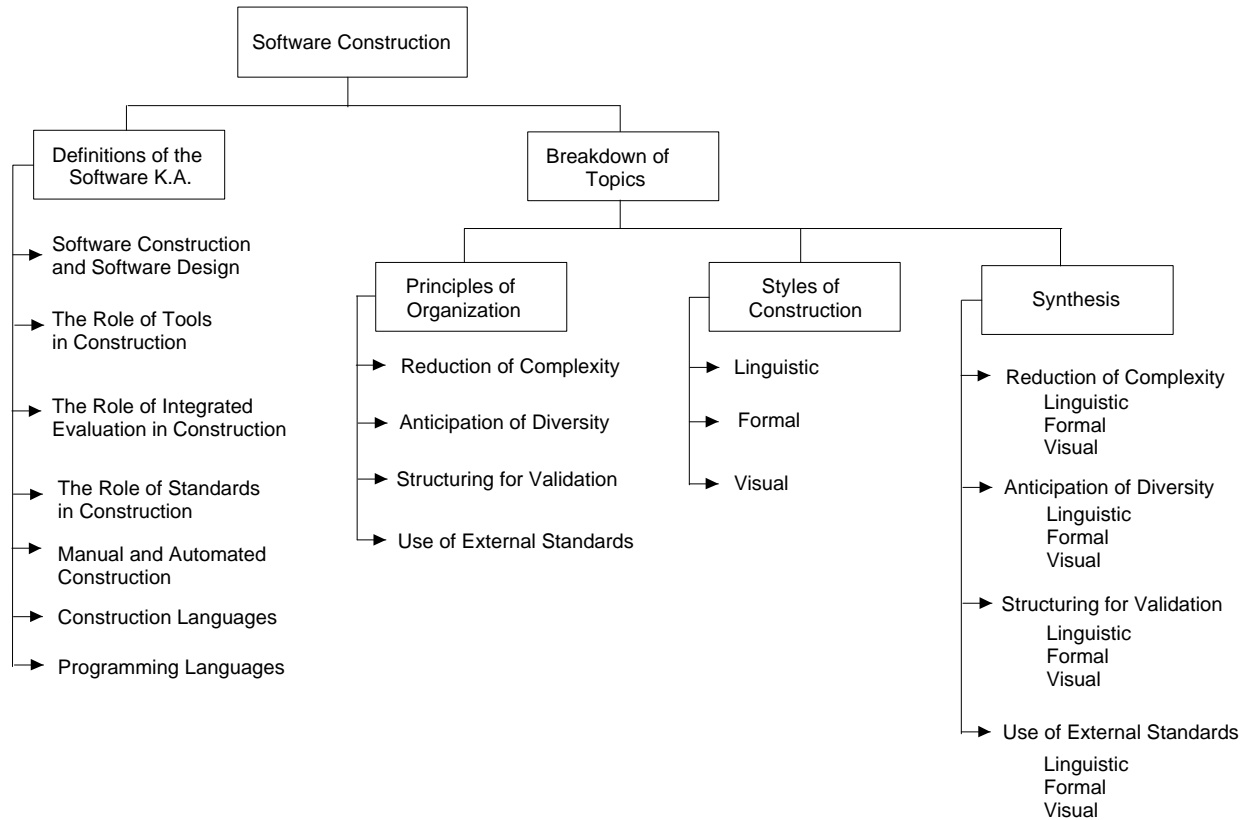 Software Construction
Definitions of the
Software K.A.
Software Construction
and Software Design
The Role of Tools
in Construction
The Role of Integrated
Evaluation in Construction
The Role of Standards
in Construction
Manual and Automated
Construction
Construction Languages
Programming Languages
Breakdown of
Topics
Principles of
Organization
Reduction of Complexity
Anticipation of Diversity
Structuring for Validation
Use of External Standards
Styles of
Construction
Linguistic
Formal
Visual
Synthesis
Reduction of Complexity
Linguistic
Formal
Visual
Anticipation of Diversity
Linguistic
Formal
Visual
Structuring for Validation
Linguistic
Formal
Visual
Use of External Standards
Linguistic
Formal
Visual